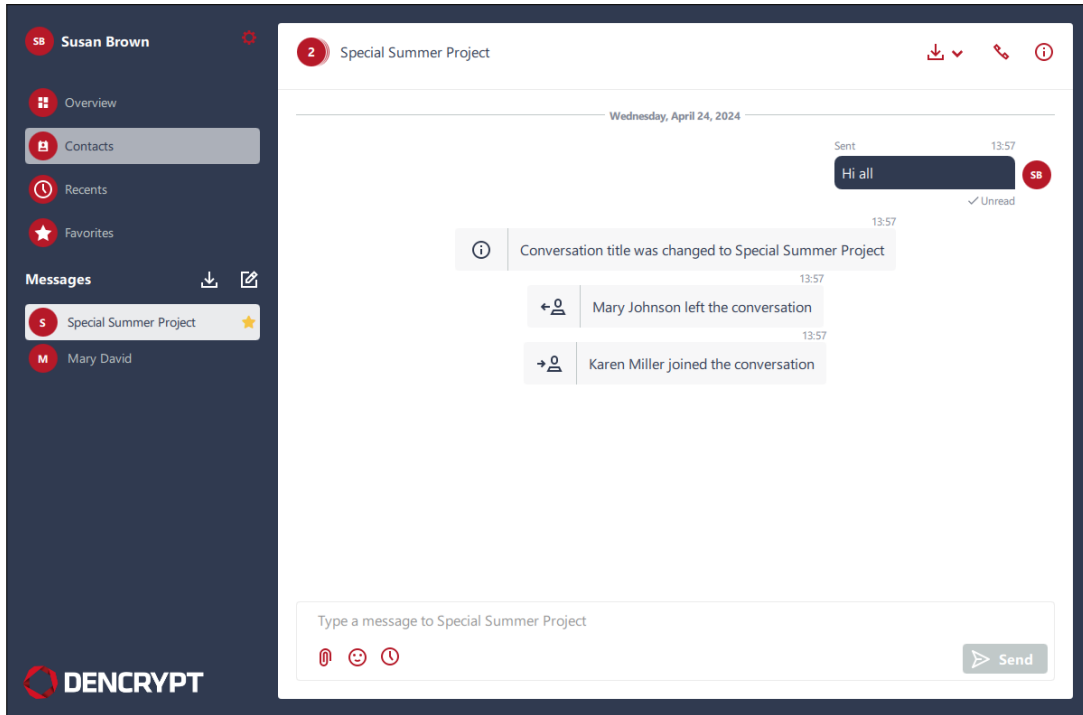 SB Susan Brown
Overview
Contacts
Recents
Favorites
Messages
S Special Summer Project
M Mary David
DENCRYPT
2 Special Summer Project
Wednesday, April 24, 2024
Sent 13:57
Hi all
SB
Unread
13:57
Conversation title was changed to Special Summer Project
13:57
Mary Johnson left the conversation
13:57
Karen Miller joined the conversation
Type a message to Special Summer Project
Send